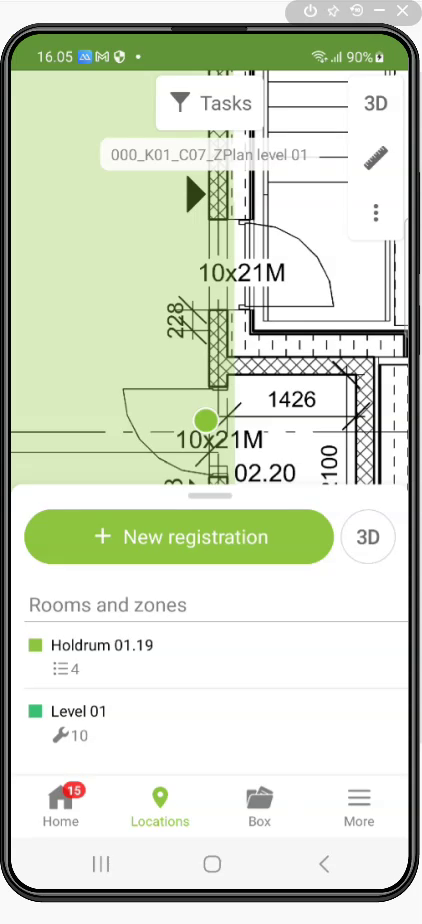 16.05
90%
Tasks
3D
000_K01_C07_ZPlan level 01
10x21M
228
1426
10x21M
02.20
2100
+ New registration
3D
Rooms and zones
Holdrum 01.19
4
Level 01
10
15
Home
Locations
Box
More